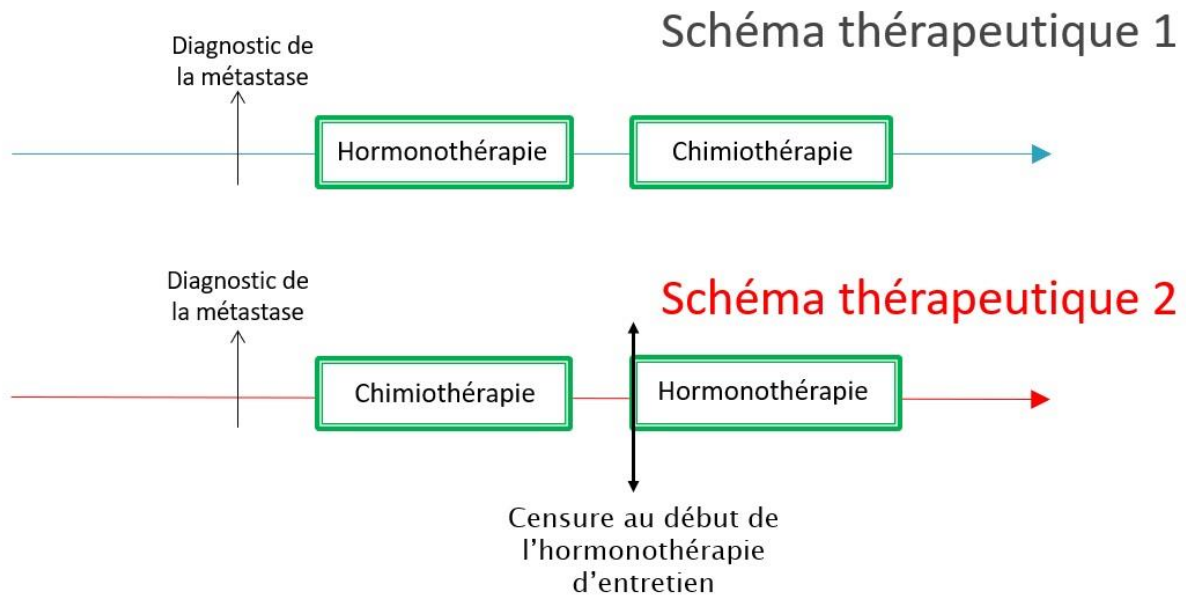 Schéma thérapeutique 1
Diagnostic de
la métastase
Hormonothérapie
Chimiothérapie
Schéma thérapeutique 2
Diagnostic de
la métastase
Chimiothérapie
Hormonothérapie
Censure au début de
l'hormonothérapie
d'entretien